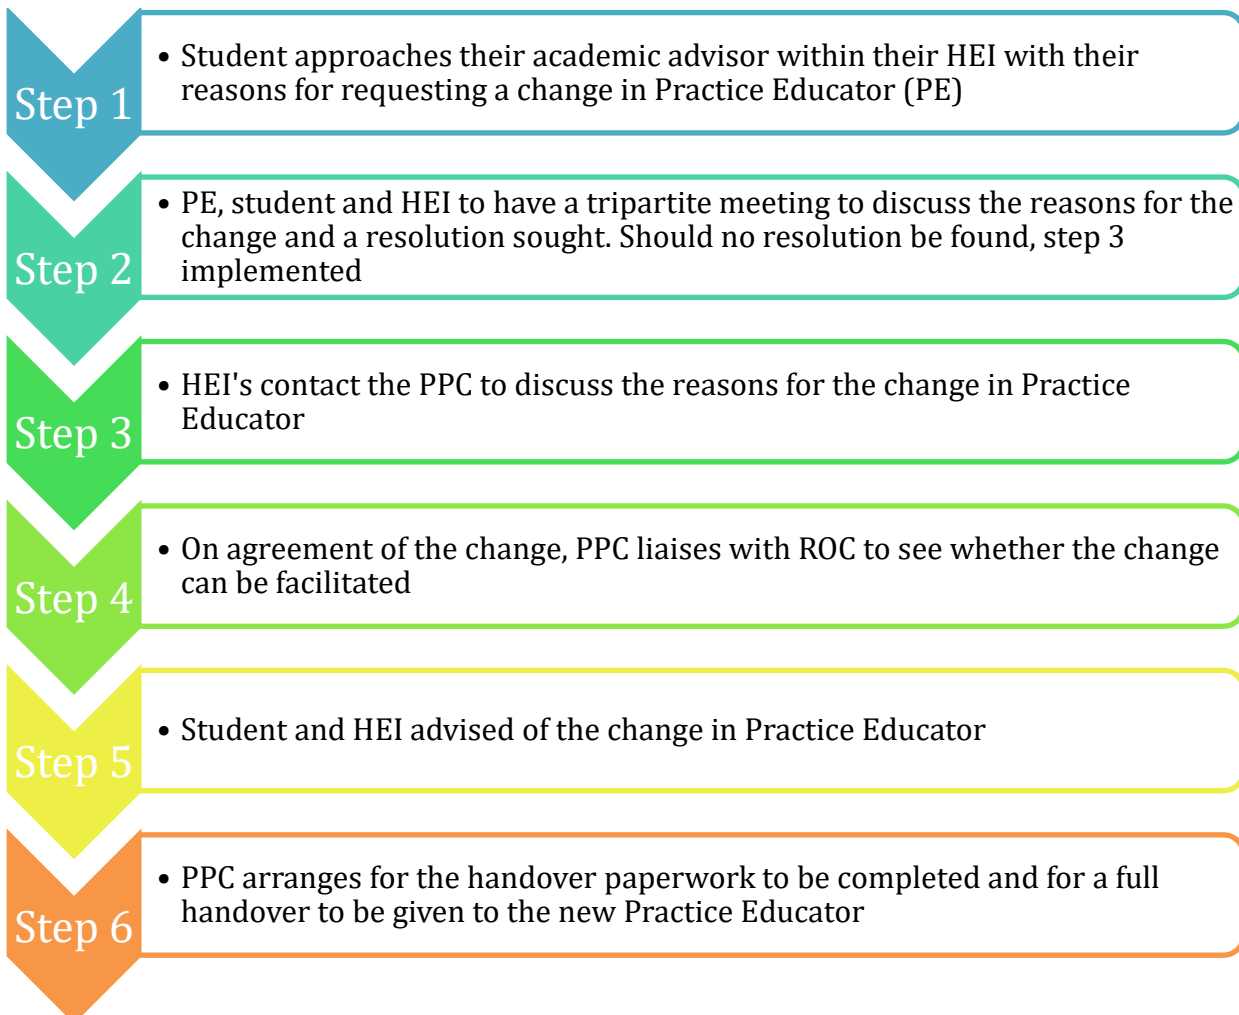 Step 1
• Student approaches their academic advisor within their HEI with their
reasons for requesting a change in Practice Educator (PE)
Step 2
• PE, student and HEI to have a tripartite meeting to discuss the reasons for the
change and a resolution sought. Should no resolution be found, step 3
implemented
Step 3
• HEI's contact the PPC to discuss the reasons for the change in Practice
Educator
Step 4
• On agreement of the change, PPC liaises with ROC to see whether the change
can be facilitated
Step 5
• Student and HEI advised of the change in Practice Educator
Step 6
• PPC arranges for the handover paperwork to be completed and for a full
handover to be given to the new Practice Educator